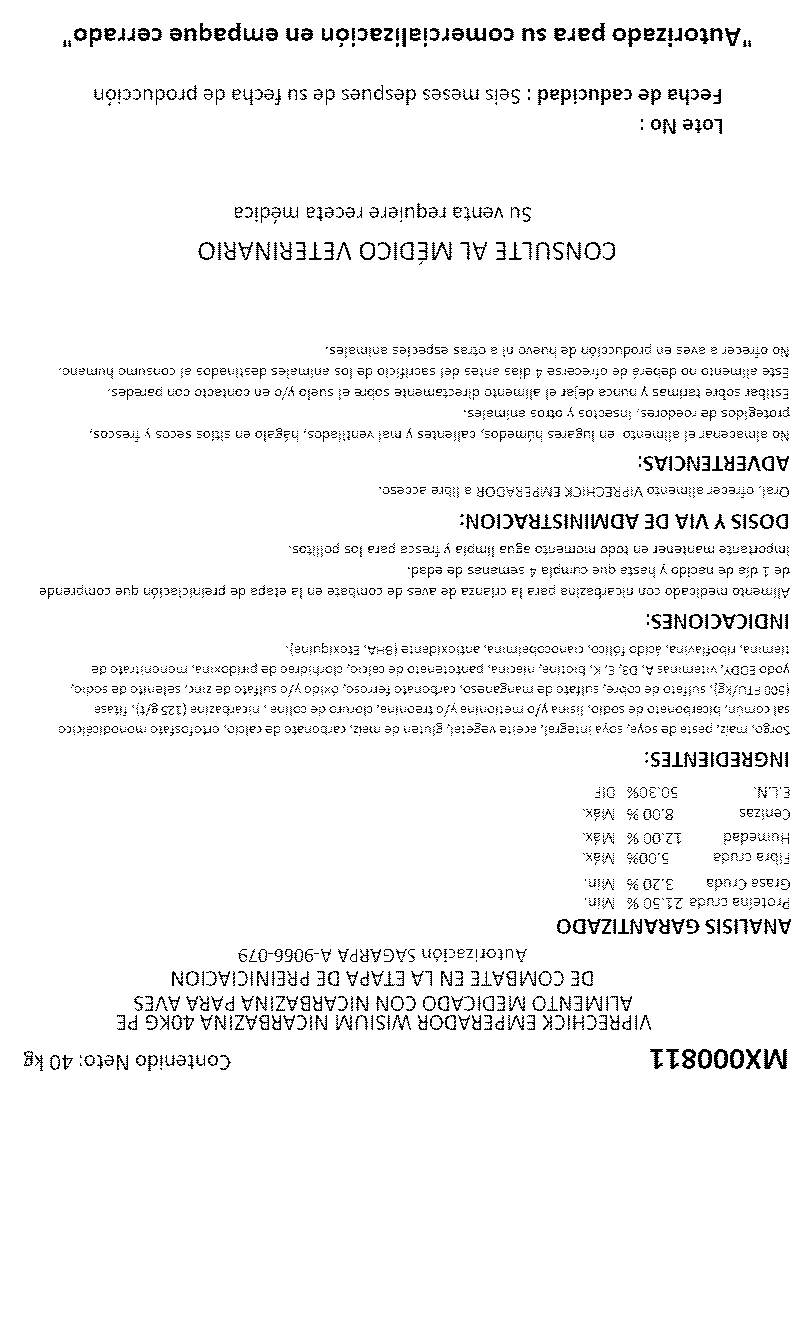 MX000811 Contenido Neto: 40 kg
VIPRECHICK EMPERADOR WISIUM NICARBAZINA 40KG PE
ALIMENTO MEDICADO CON NICARBAZINA PARA AVES
DE COMBATE EN LA ETAPA DE PREINICIACION
Autorización SAGARPA A-9066-079
ANALISIS GARANTIZADO
Proteína cruda 21.50 % Min.
Grasa Cruda 3.20 % Min.
Fibra cruda 5.00% Máx.
Humedad 12.00 % Máx.
Cenizas 8.00 % Máx.
E.L.N. 50.30% DIF
INGREDIENTES:
Sorgo, maíz, pasta de soya, soya integral, aceite vegetal, gluten de maíz, carbonato de calcio, ortofosfato monodicálcico
sal común, bicarbonato de sodio, lisina y/o metionina y/o treonina, cloruro de colina , nicarbazina (125 g/t), fitasa
(500 FTU/kg), sulfato de cobre, sulfato de manganeso, carbonato ferroso, óxido y/o sulfato de zinc, selenito de sodio,
yodo EDDY, vitaminas A, D3, E, K, biotina, niacina, pantotenato de calcio, clorhidrao de piridoxina, mononitrato de
tiamina, riboflavina, ácido fólico, cianocobalmina, antioxidante (BHA, Etoxiquina).
INDICACIONES:
Alimento medicado con nicarbazina para la crianza de aves de combate en la etapa de preiniciación que comprende
de 1 día de nacido y hasta que cumpla 4 semanas de edad.
Importante mantener en todo momento agua limpia y fresca para los pollitos.
DOSIS Y VIA DE ADMINISTRACION:
Oral, ofrecer alimento VIPRECHICK EMPERADOR a libre acceso.
ADVERTENCIAS:
No almacenar el alimento en lugares húmedos, calientes y mal ventilados, hágalo en sitios secos y frescos,
protegidos de roedores, insectos y otros animales.
Estibar sobre tarimas y nunca dejar el alimento directamente sobre el suelo y/o en contacto con paredes.
Este alimento no deberá de ofrecerse 4 días antes del sacrificio de los animales destinados al consumo humano.
No ofrecer a aves en producción de huevo ni a otras especies animales.
CONSULTE AL MÉDICO VETERINARIO
Su venta requiere receta médica
Lote No :
Fecha de caducidad : Seis meses despues de su fecha de producción
"Autorizado para su comercialización en empaque cerrado"